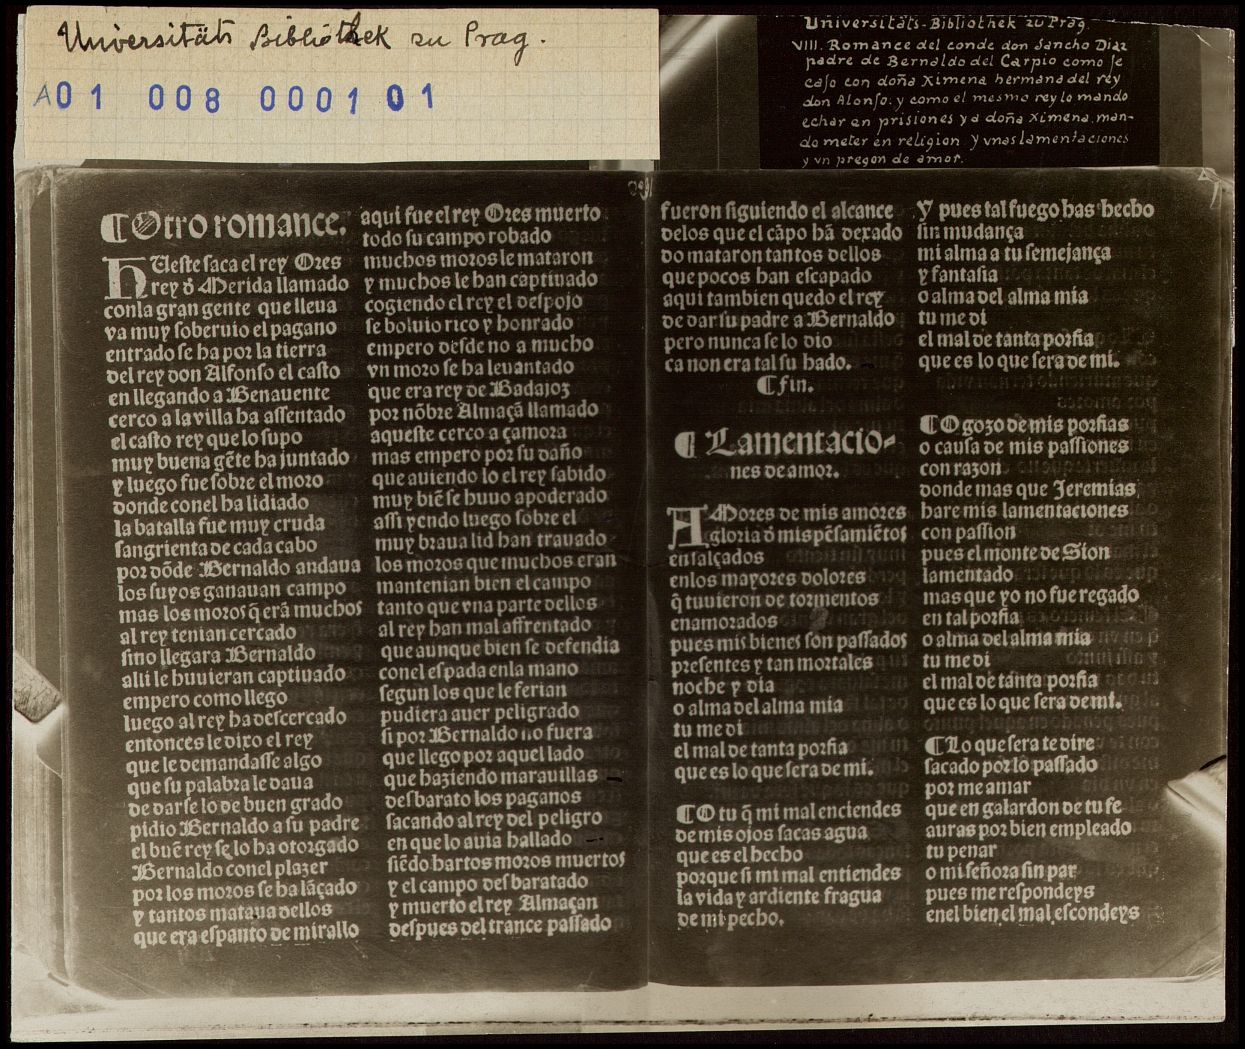 Universitäts Bibliothek zu Prag.
A01 008 0001 01
Universitäts-Bibliothek zu Prag.
VIII. Romance del conde don Sancho Diaz
padre de Bernaldo del Carpio como se
caso con doña Ximena hermana del rey
don Alonso: y como el mesmo rey lo mando
echar en prisiones y a doña Ximena man-
do meter en religion y vnas lamentaciones
y vn pregon de amor.
¶ Otro romance.
HUeste saca el rey Ores
rey đ Merida llamado
conla gran gente que lleua
va muy soberuio el pagano
entrado se ha por la tierra
del rey don Alfonso el casto
en llegando a Benauente
cerco a la villa ha assentado
el casto rey que lo supo
muy buena gẽte ha juntado
y luego fue sobre el moro
donde conel ha lidiado
la batalla fue muy cruda
sangrienta de cada cabo
por dõde Bernaldo andaua
los suyos ganauan campo
mas los moros q̃ erã muchos
al rey tenian cercado
sino llegara Bernaldo
alli le huuieran captiuado
empero como llego
luego al rey ha descercado
entonces le dixo el rey
que le demandasse algo
que su palabra le daua
de darse lo de buen grado
pidio Bernaldo a su padre
el buẽ rey se lo ha otorgado
Bernaldo conel plazer
por los moros se ha lãçado
y tantos mataua dellos
que era espanto de mirallo
aqui fue el rey Ores muerto
todo su campo robado
muchos moros le mataron
y muchos le han captiuado
cogiendo el rey el despojo
se boluio rico y honrado
empero desde no a mucho
vn moro se ha leuantado
que era rey de Badajoz
por nõbre Almaçã llamado
aqueste cerco a çamora
mas empero por su daño
que auiendo lo el rey sabido
muy biẽ se huuo apoderado
assi yendo luego sobre el
muy braua lid han trauado
los moros que muchos eran
mantenian bien el campo
tanto que vna parte dellos
al rey han mal affrentado
que aunque bien se defendia
conel espada enla mano
segun los que le ferian
pudiera auer peligrado
si por Bernaldo no fuera
que llego por aquel lado
que haziendo marauillas
desbarato los paganos
sacando al rey del peligro
en que lo auia hallado
siẽdo hartos moros muertos
y el campo desbaratado
y muerto el rey Almaçan
despues del trance passado
fueron siguiendo el alcance
delos que el cãpo hã dexado
do mataron tantos dellos
que pocos han escapado
aqui tambien quedo el rey
de dar su padre a Bernaldo
pero nunca se lo dio
ca non era tal su hado.
¶ fin.
¶ Lamentacio-
nes de amor.
AMores de mis amores
gloria đ mis pẽsamiẽtos
ensalçados
enlos mayores dolores
q̃ tuuieron de tormentos
enamorados
pues mis bienes son passados
presentes y tan mortales
noche y dia
o alma del alma mia
tu me di
el mal de tanta porfia
que es lo que sera de mi.
¶ O tu q̃ mi mal enciendes
de mis ojos sacas agua
que es el hecho
porque si mi mal entiendes
la vida y ardiente fragua
de mi pecho.
Y pues tal fuego has hecho
sin mudança
mi alma a tu semejança
y fantasia
o alma del alma mia
tu me di
el mal de tanta porfia
que es lo que sera de mi.
¶ O gozo de mis porfias
o causa de mis passiones
con razon
donde mas que Jeremias
hare mis lamentaciones
con passion
pues el monte de Sion
lamentado
mas que yo no fue regado
en tal porfia
o alma del alma mia
tu me di
el mal de tanta porfia
que es lo que sera de mi.
¶ Lo que sera te dire
sacado por lo passado
por me amar
que en galardon de tu fe
auras por bien empleado
tu penar
o mi señora sin par
pues me respondeys
enel bien el mal escondeys